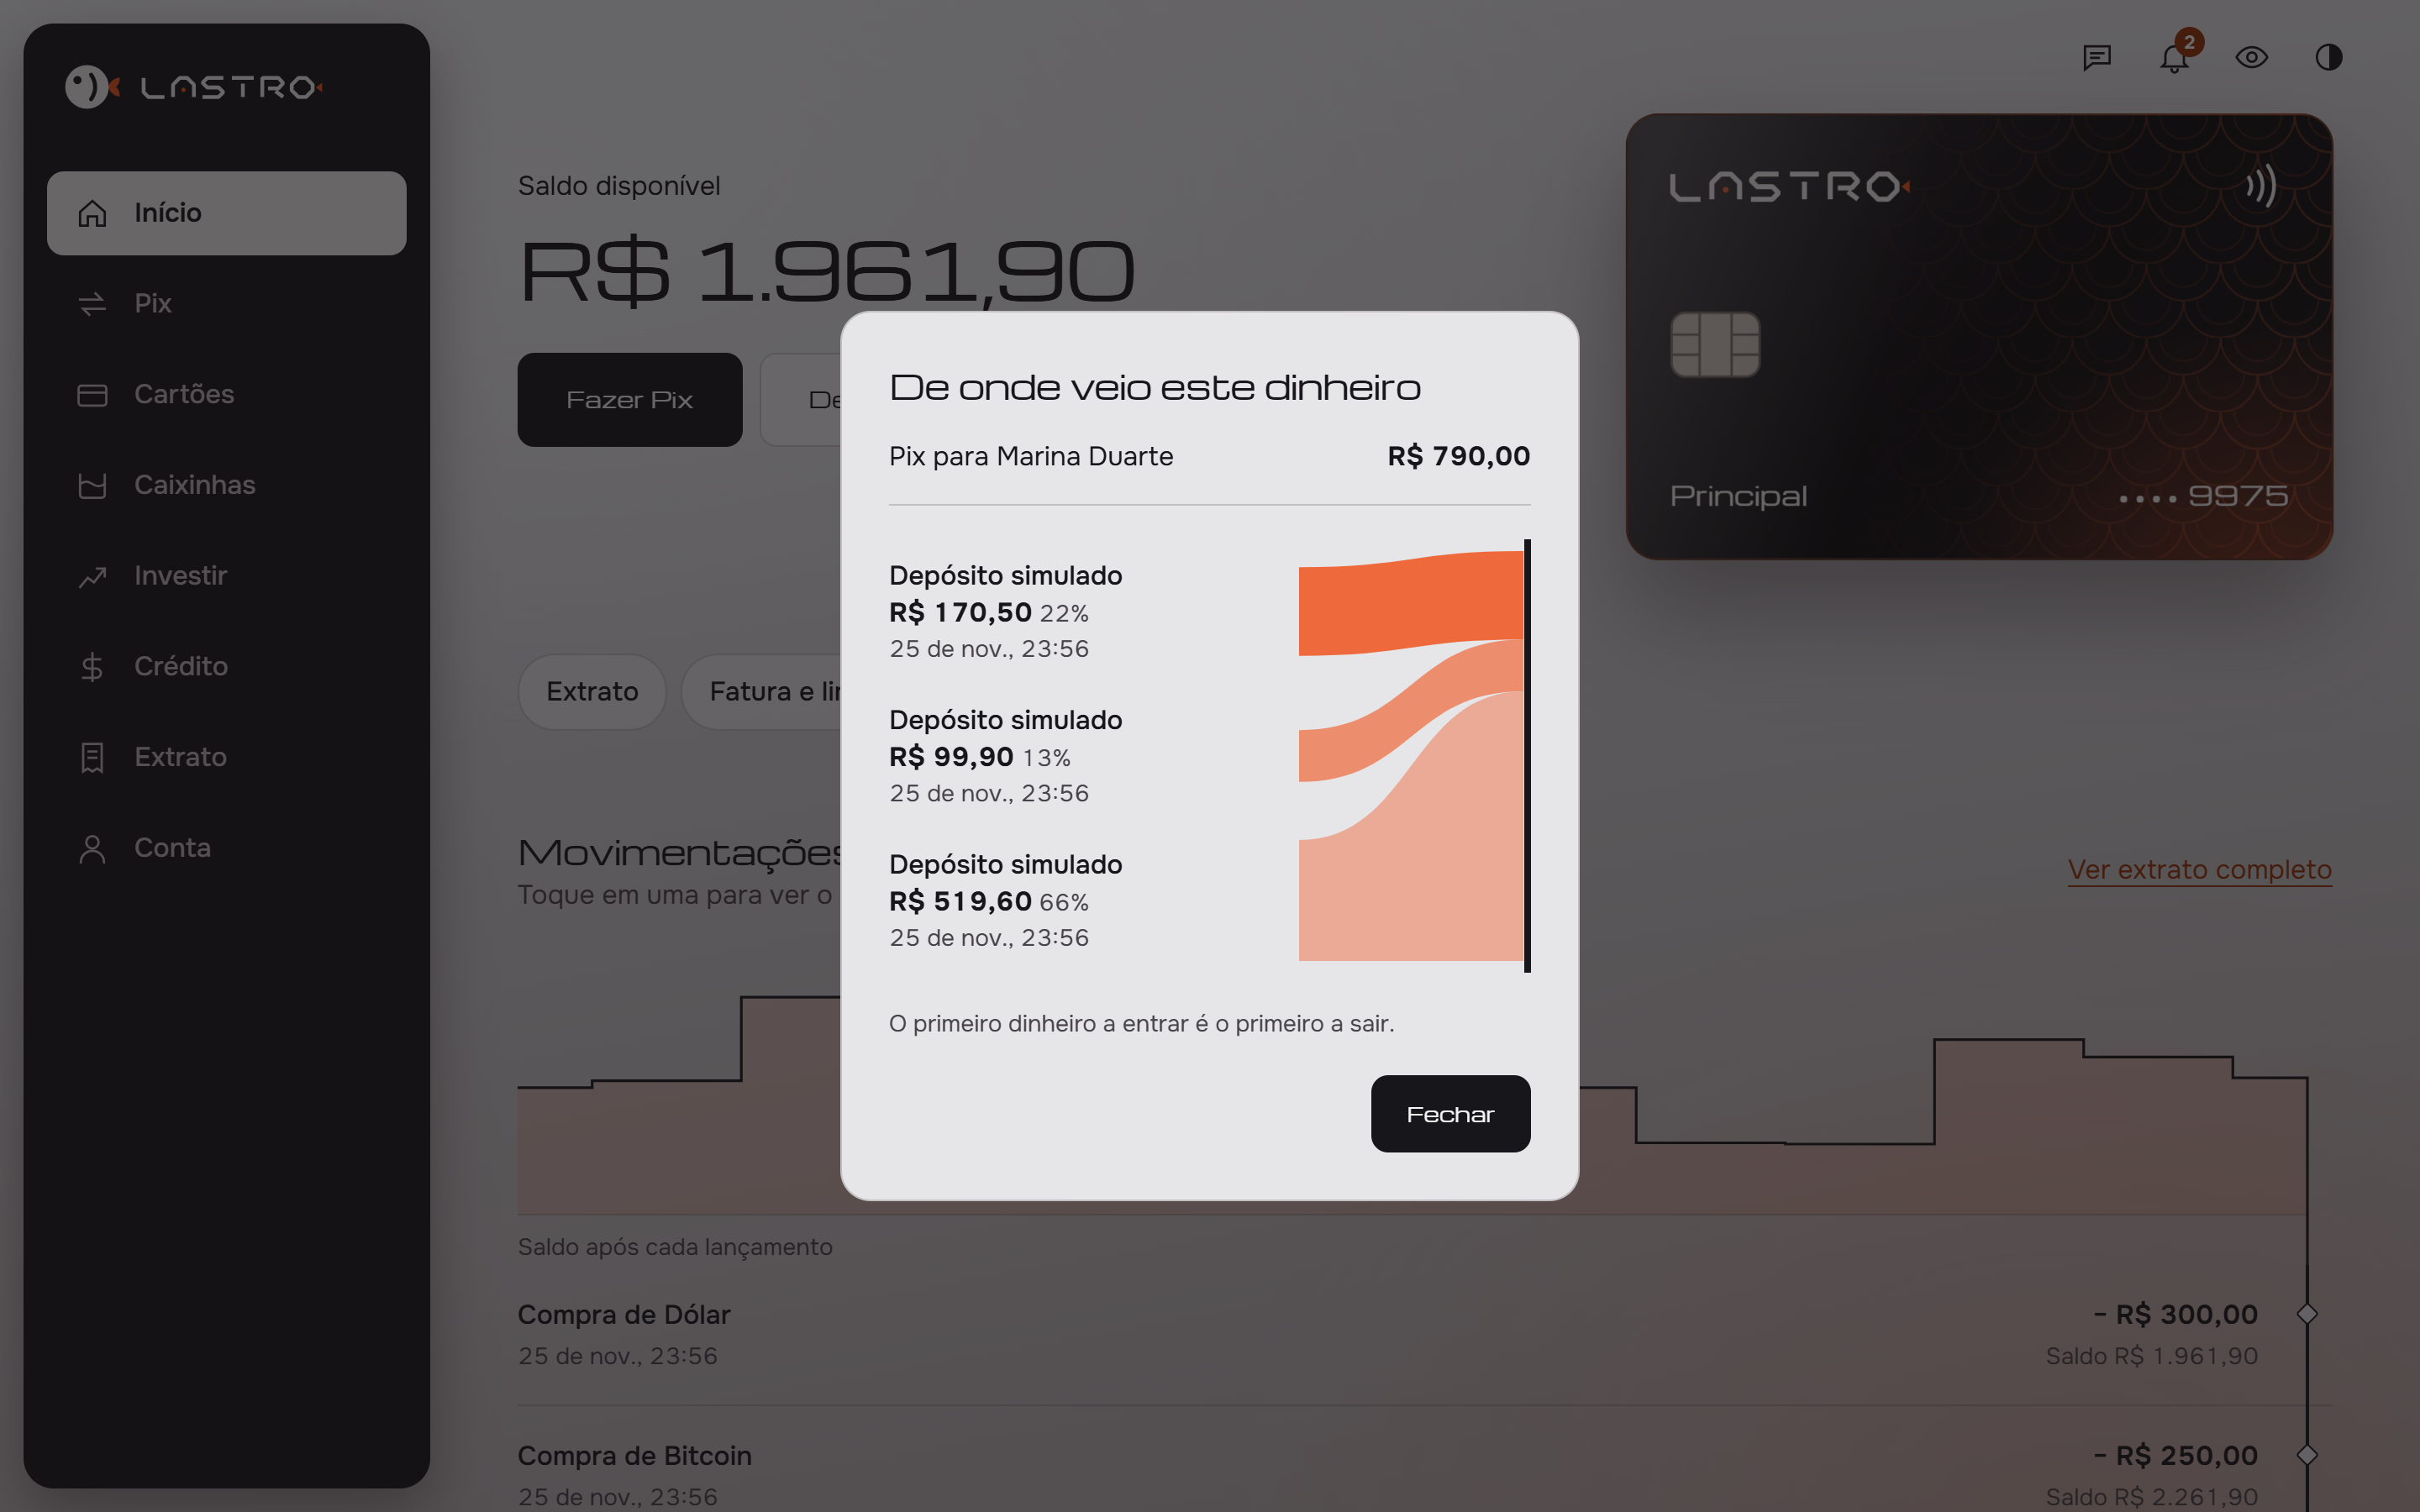 LASTRO
Início
Pix
Cartões
Caixinhas
Investir
Crédito
Extrato
Conta
2
Saldo disponível
R$ 1.961,90
Fazer Pix
De
LASTRO
Principal
•••• 9975
Extrato
Fatura e li
Movimentações
Toque em uma para ver o
Ver extrato completo
De onde veio este dinheiro
Pix para Marina Duarte R$ 790,00
Depósito simulado
R$ 170,50 22%
25 de nov., 23:56
Depósito simulado
R$ 99,90 13%
25 de nov., 23:56
Depósito simulado
R$ 519,60 66%
25 de nov., 23:56
O primeiro dinheiro a entrar é o primeiro a sair.
Fechar
Saldo após cada lançamento
Compra de Dólar − R$ 300,00
25 de nov., 23:56 Saldo R$ 1.961,90
Compra de Bitcoin − R$ 250,00
25 de nov., 23:56 Saldo R$ 2.261,90